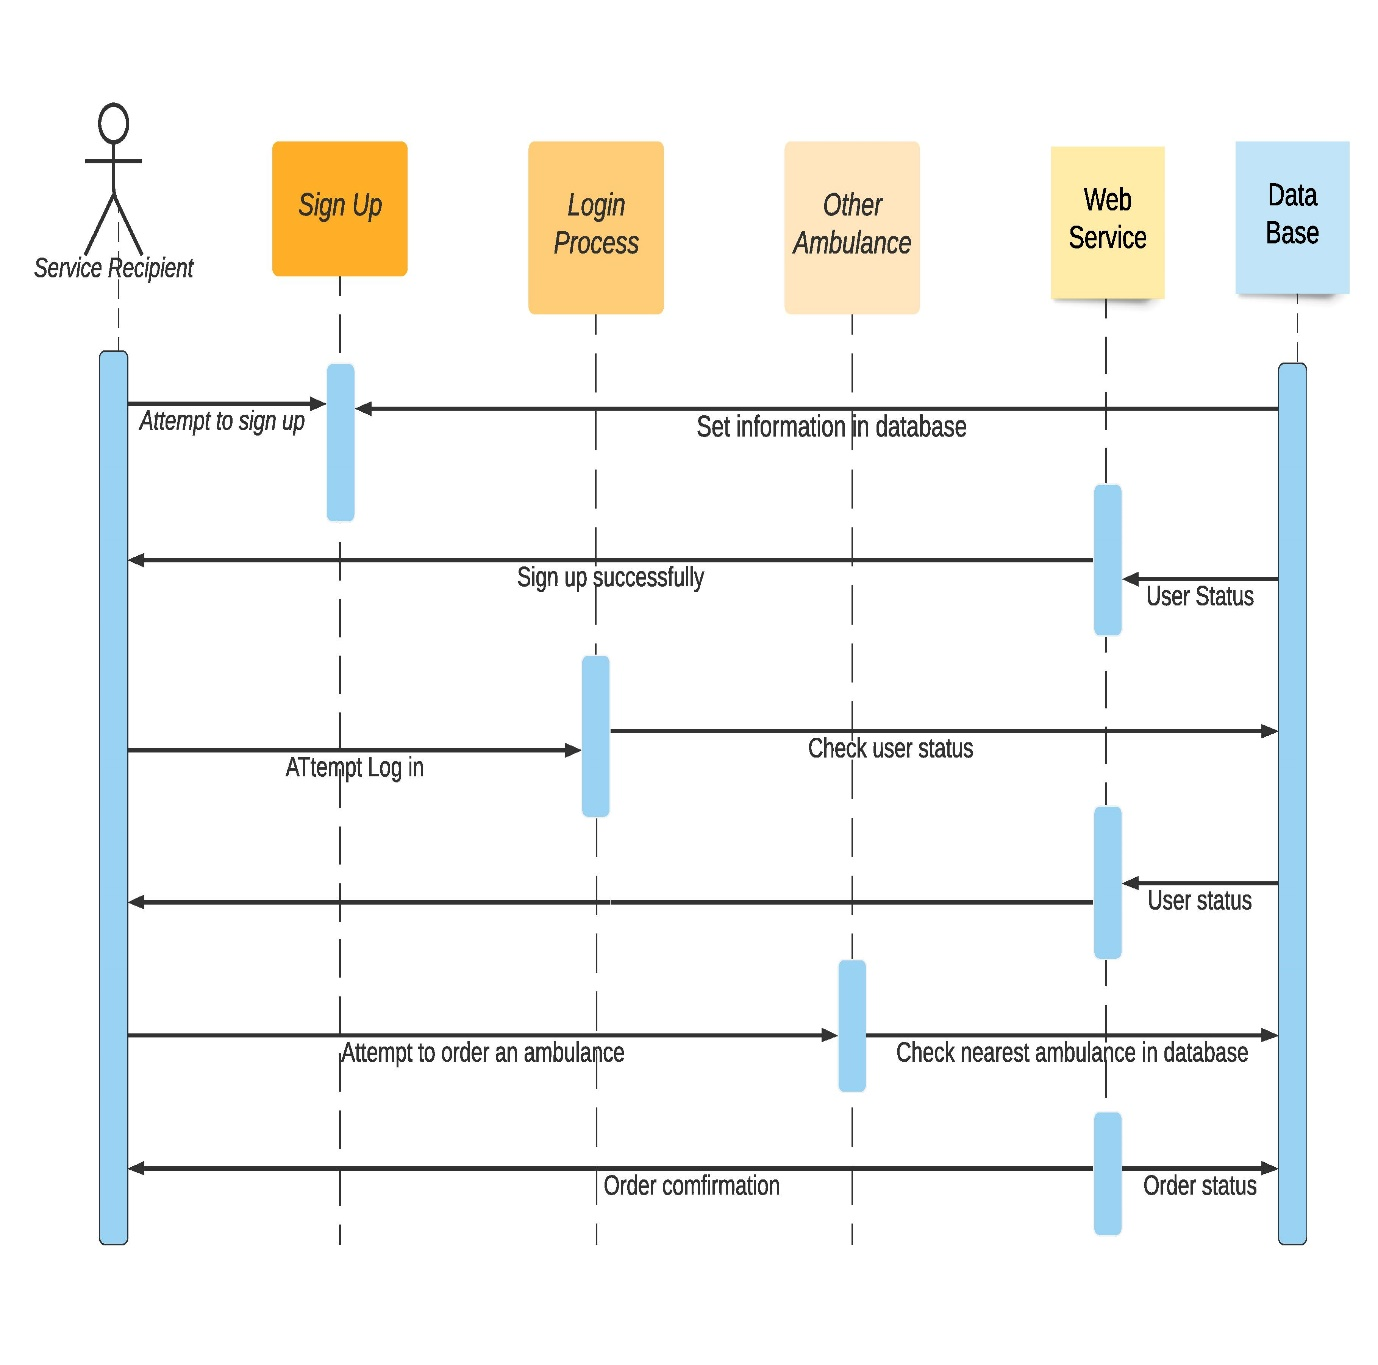 Service Recipient
Sign Up
Login
Process
Other
Ambulance
Web
Service
Data
Base
Attempt to sign up
Set information in database
Sign up successfully
User Status
Check user status
ATtempt Log in
User status
Attempt to order an ambulance
Check nearest ambulance in database
Order comfirmation
Order status